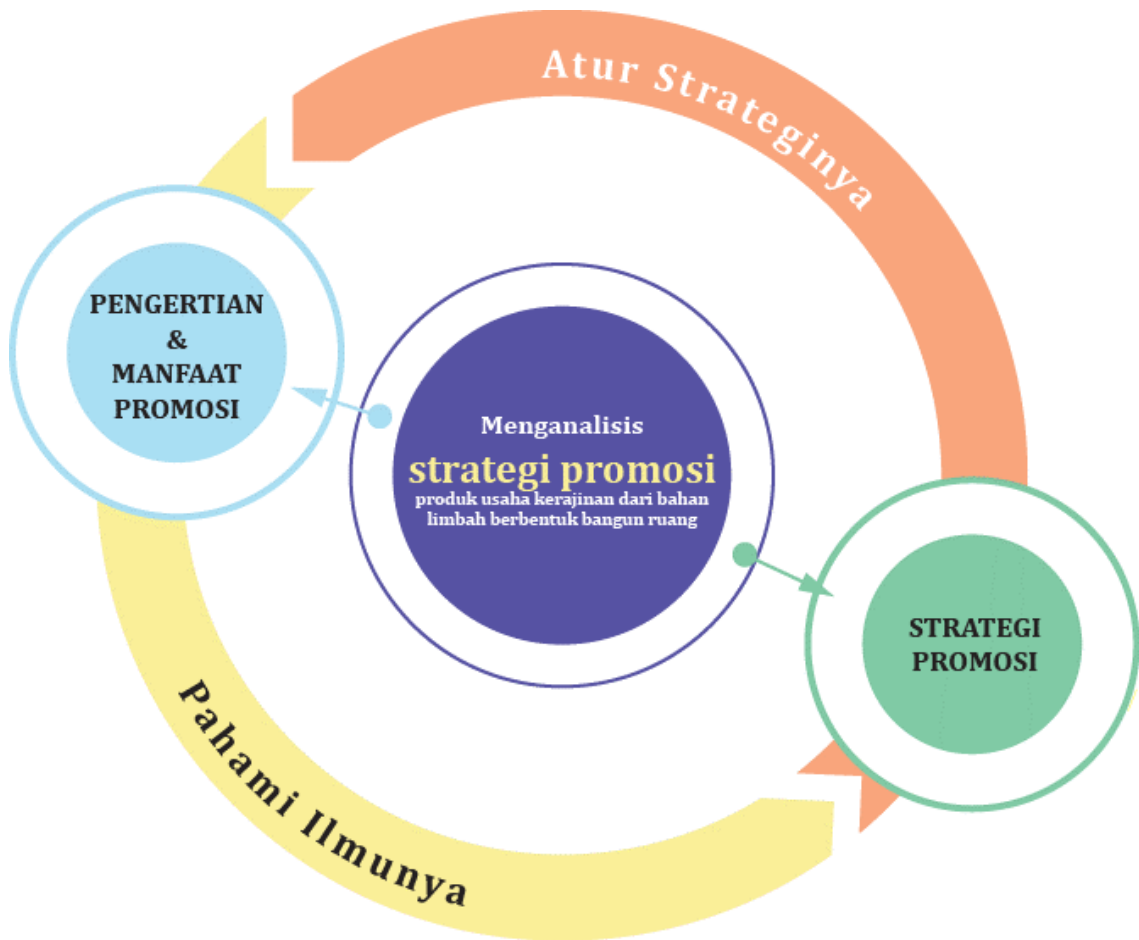 Atur Strateginya
PENGERTIAN
&
MANFAAT
PROMOSI
Menganalisis
strategi promosi
produk usaha kerajinan dari bahan
limbah berbentuk bangun ruang
STRATEGI
PROMOSI
Pahami Ilmunya